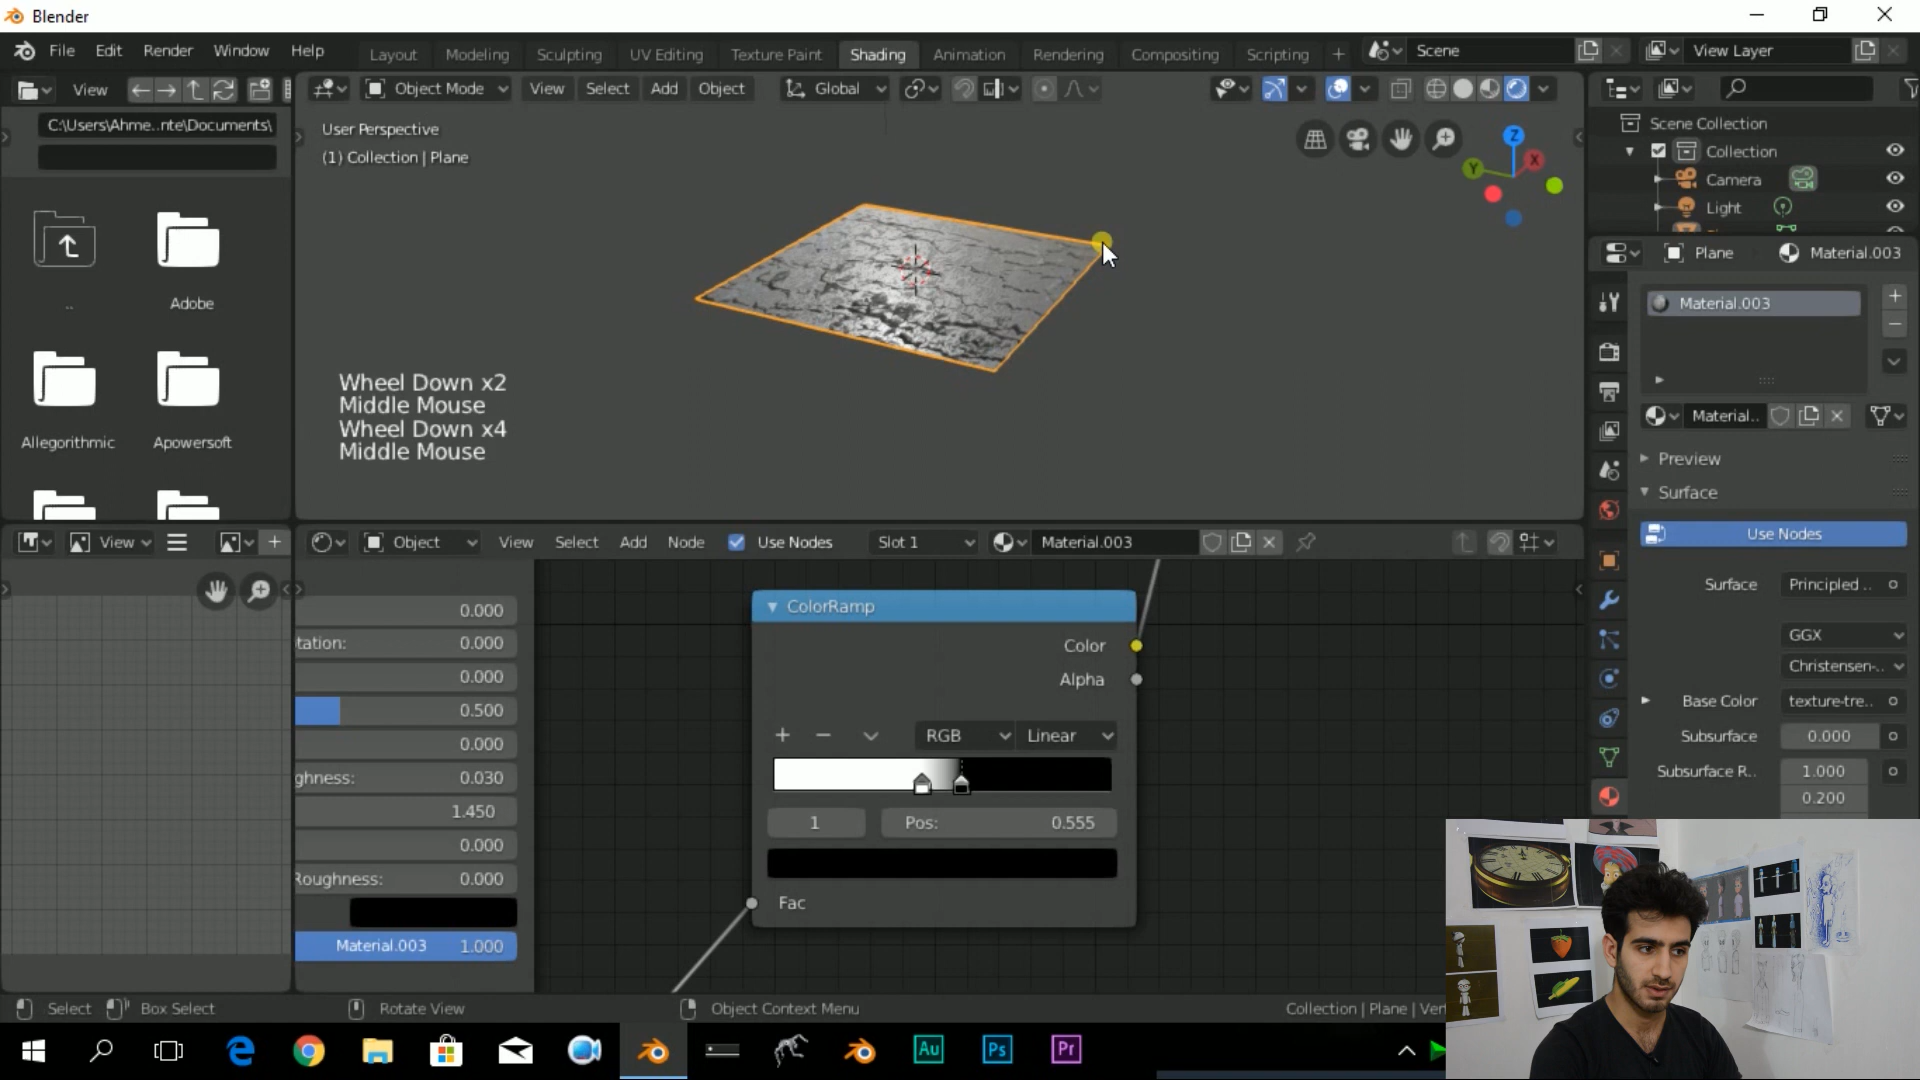 Blender
File Edit Render Window Help
Layout Modeling Sculpting UV Editing Texture Paint Shading Animation Rendering Compositing Scripting +
Scene
View Layer
View
Object Mode View Select Add Object Global
C:\Users\Ahme..nte\Documents\
User Perspective
(1) Collection | Plane
Z
Y
X
Scene Collection
Collection
Camera
Light
Plane Material.003
Material.003
..
Adobe
Allegorithmic
Apowersoft
Wheel Down x2
Middle Mouse
Wheel Down x4
Middle Mouse
Material..
Preview
Surface
Use Nodes
Surface Principled ..
GGX
Christensen-..
Base Color texture-tre..
Subsurface 0.000
Subsurface R.. 1.000
0.200
View
Object View Select Add Node Use Nodes Slot 1 Material.003
0.000
tation: 0.000
0.000
0.500
0.000
ghness: 0.030
1.450
0.000
Roughness: 0.000
Material.003 1.000
ColorRamp
Color
Alpha
+ − RGB Linear
1 Pos: 0.555
Fac
Select Box Select Rotate View Object Context Menu Collection | Plane | Ver
Au Ps Pr